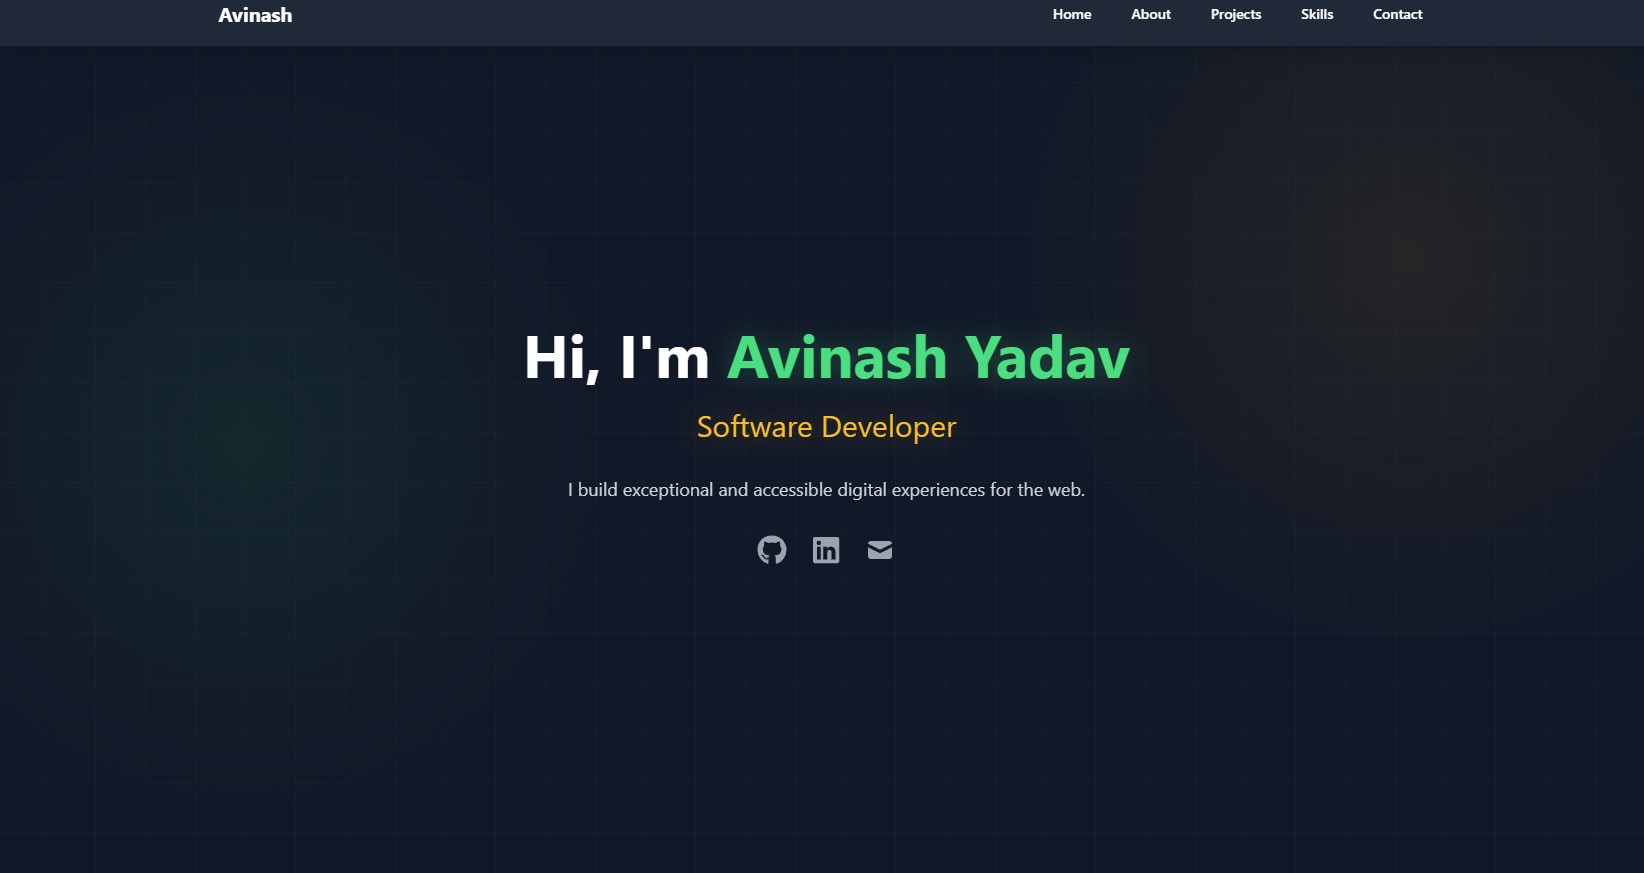 Avinash
Home About Projects Skills Contact
Hi, I'm Avinash Yadav
Software Developer
I build exceptional and accessible digital experiences for the web.
in